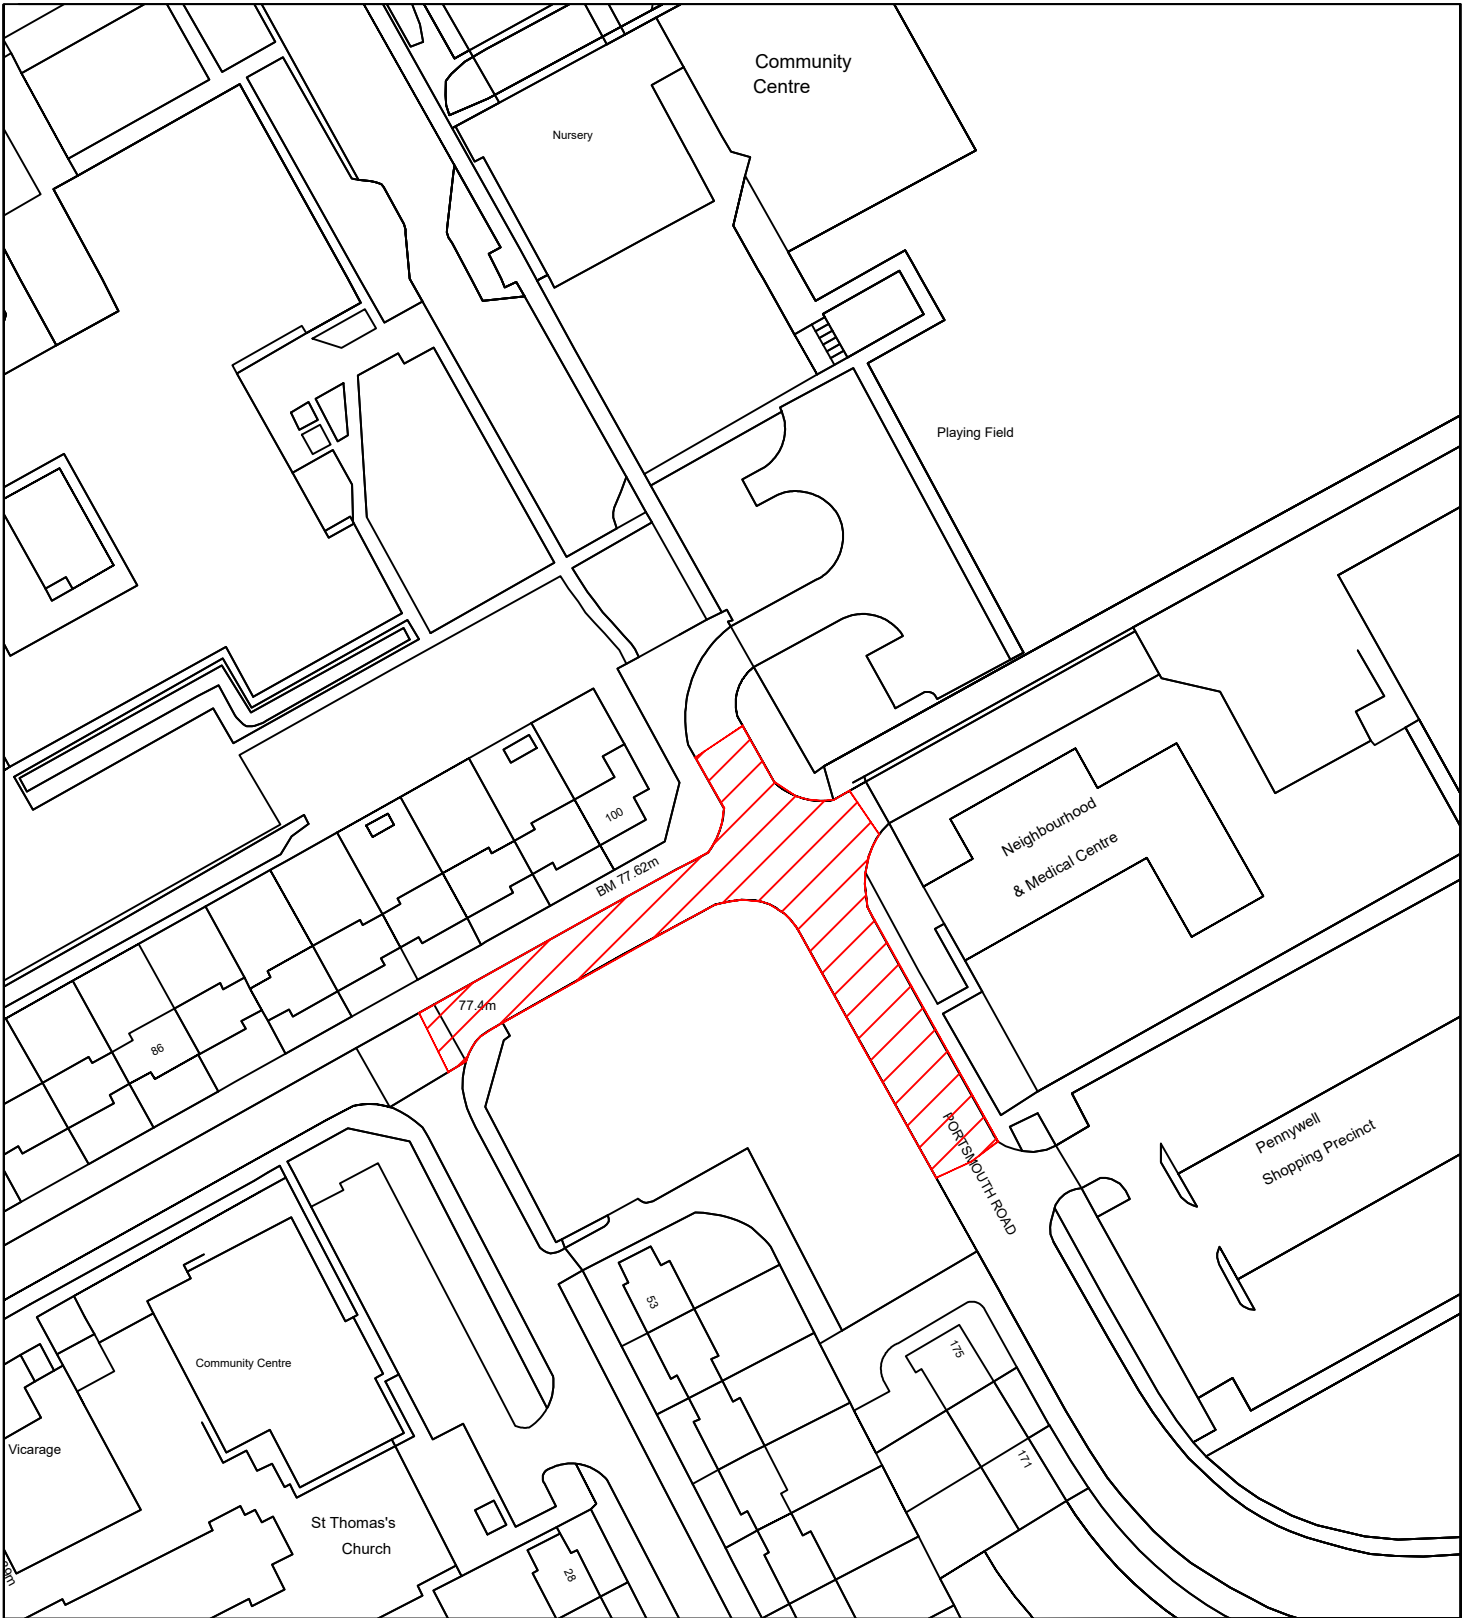 Community
Centre
Nursery
Playing Field
Neighbourhood
& Medical Centre
100
BM 77.62m
77.4m
86
PORTSMOUTH ROAD
Pennywell
Shopping Precinct
53
175
Community Centre
171
Vicarage
St Thomas's
Church
28